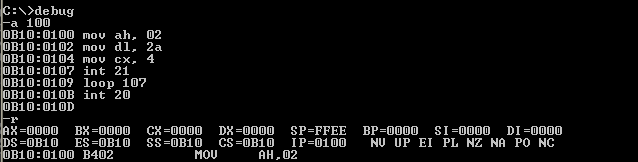 C:\>debug
-a 100
0B10:0100 mov ah, 02
0B10:0102 mov dl, 2a
0B10:0104 mov cx, 4
0B10:0107 int 21
0B10:0109 loop 107
0B10:010B int 20
0B10:010D
-r
AX=0000  BX=0000  CX=0000  DX=0000  SP=FFEE  BP=0000  SI=0000  DI=0000
DS=0B10  ES=0B10  SS=0B10  CS=0B10  IP=0100   NV UP EI PL NZ NA PO NC
0B10:0100 B402          MOV     AH,02